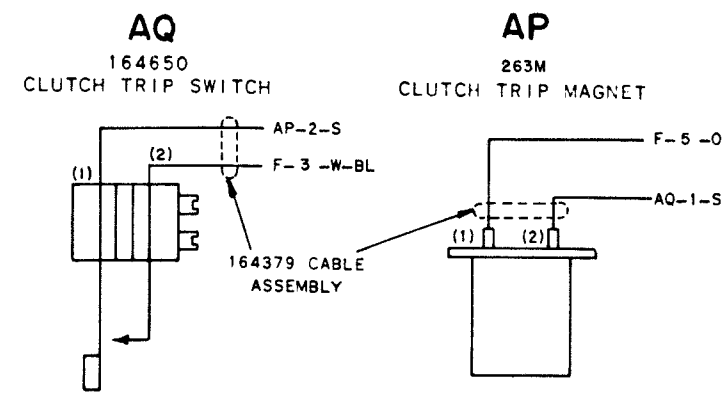 AQ
164650
CLUTCH TRIP SWITCH
AP-2-S
(1)
(2)
F-3-W-BL
164379 CABLE
ASSEMBLY
AP
263M
CLUTCH TRIP MAGNET
F-5-O
AQ-1-S
(1)
(2)